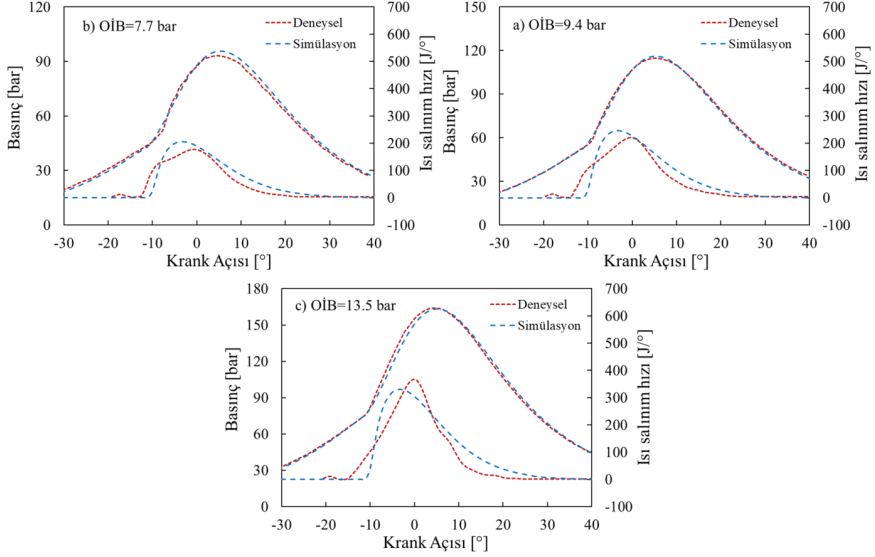 b) OİB=7.7 bar
Deneysel
Simülasyon
120
90
60
30
0
Basınç [bar]
700
600
500
400
300
200
100
0
-100
Isı salınım hızı [J/°]
-30 -20 -10 0 10 20 30 40
Krank Açısı [°]
a) OİB=9.4 bar
Deneysel
Simülasyon
150
120
90
60
30
0
Basınç [bar]
700
600
500
400
300
200
100
0
-100
Isı salınım hızı [J/°]
-30 -20 -10 0 10 20 30 40
Krank Açısı [°]
c) OİB=13.5 bar
Deneysel
Simülasyon
180
150
120
90
60
30
0
Basınç [bar]
700
600
500
400
300
200
100
0
-100
Isı salınım hızı [J/°]
-30 -20 -10 0 10 20 30 40
Krank Açısı [°]